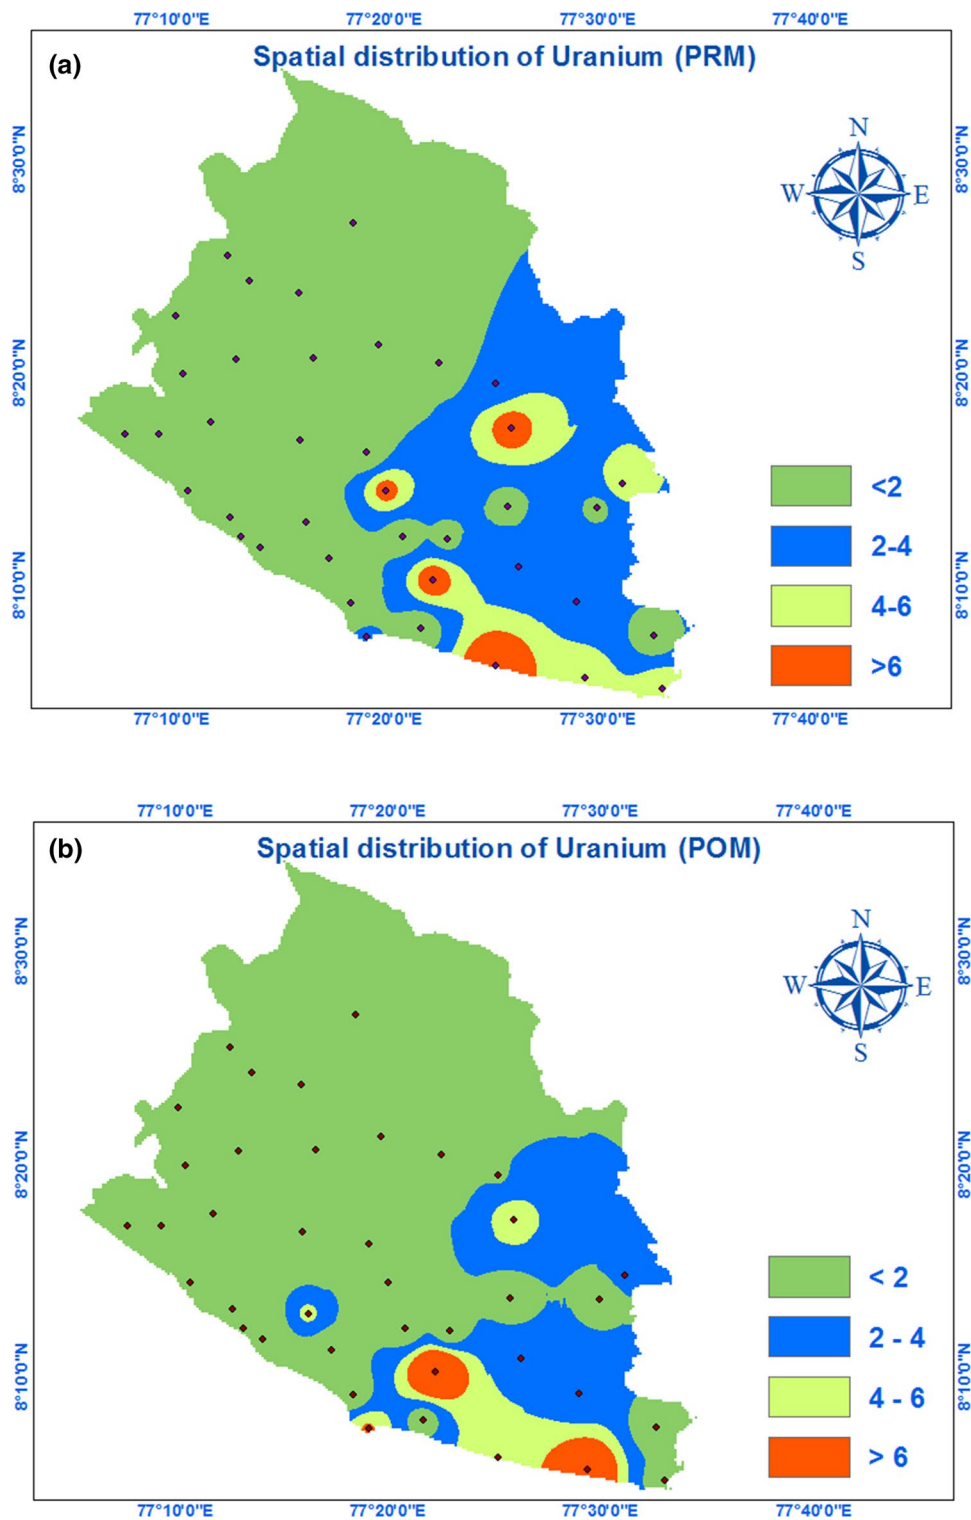 77°10'0"E 77°20'0"E 77°30'0"E 77°40'0"E
(a)
Spatial distribution of Uranium (PRM)
8°30'0"N
8°20'0"N
8°10'0"N
N
W E
S
8°30'0"N
8°20'0"N
8°10'0"N
<2
2-4
4-6
>6
77°10'0"E 77°20'0"E 77°30'0"E 77°40'0"E
77°10'0"E 77°20'0"E 77°30'0"E 77°40'0"E
(b)
Spatial distribution of Uranium (POM)
8°30'0"N
8°20'0"N
8°10'0"N
N
W E
S
8°30'0"N
8°20'0"N
8°10'0"N
< 2
2 - 4
4 - 6
> 6
77°10'0"E 77°20'0"E 77°30'0"E 77°40'0"E